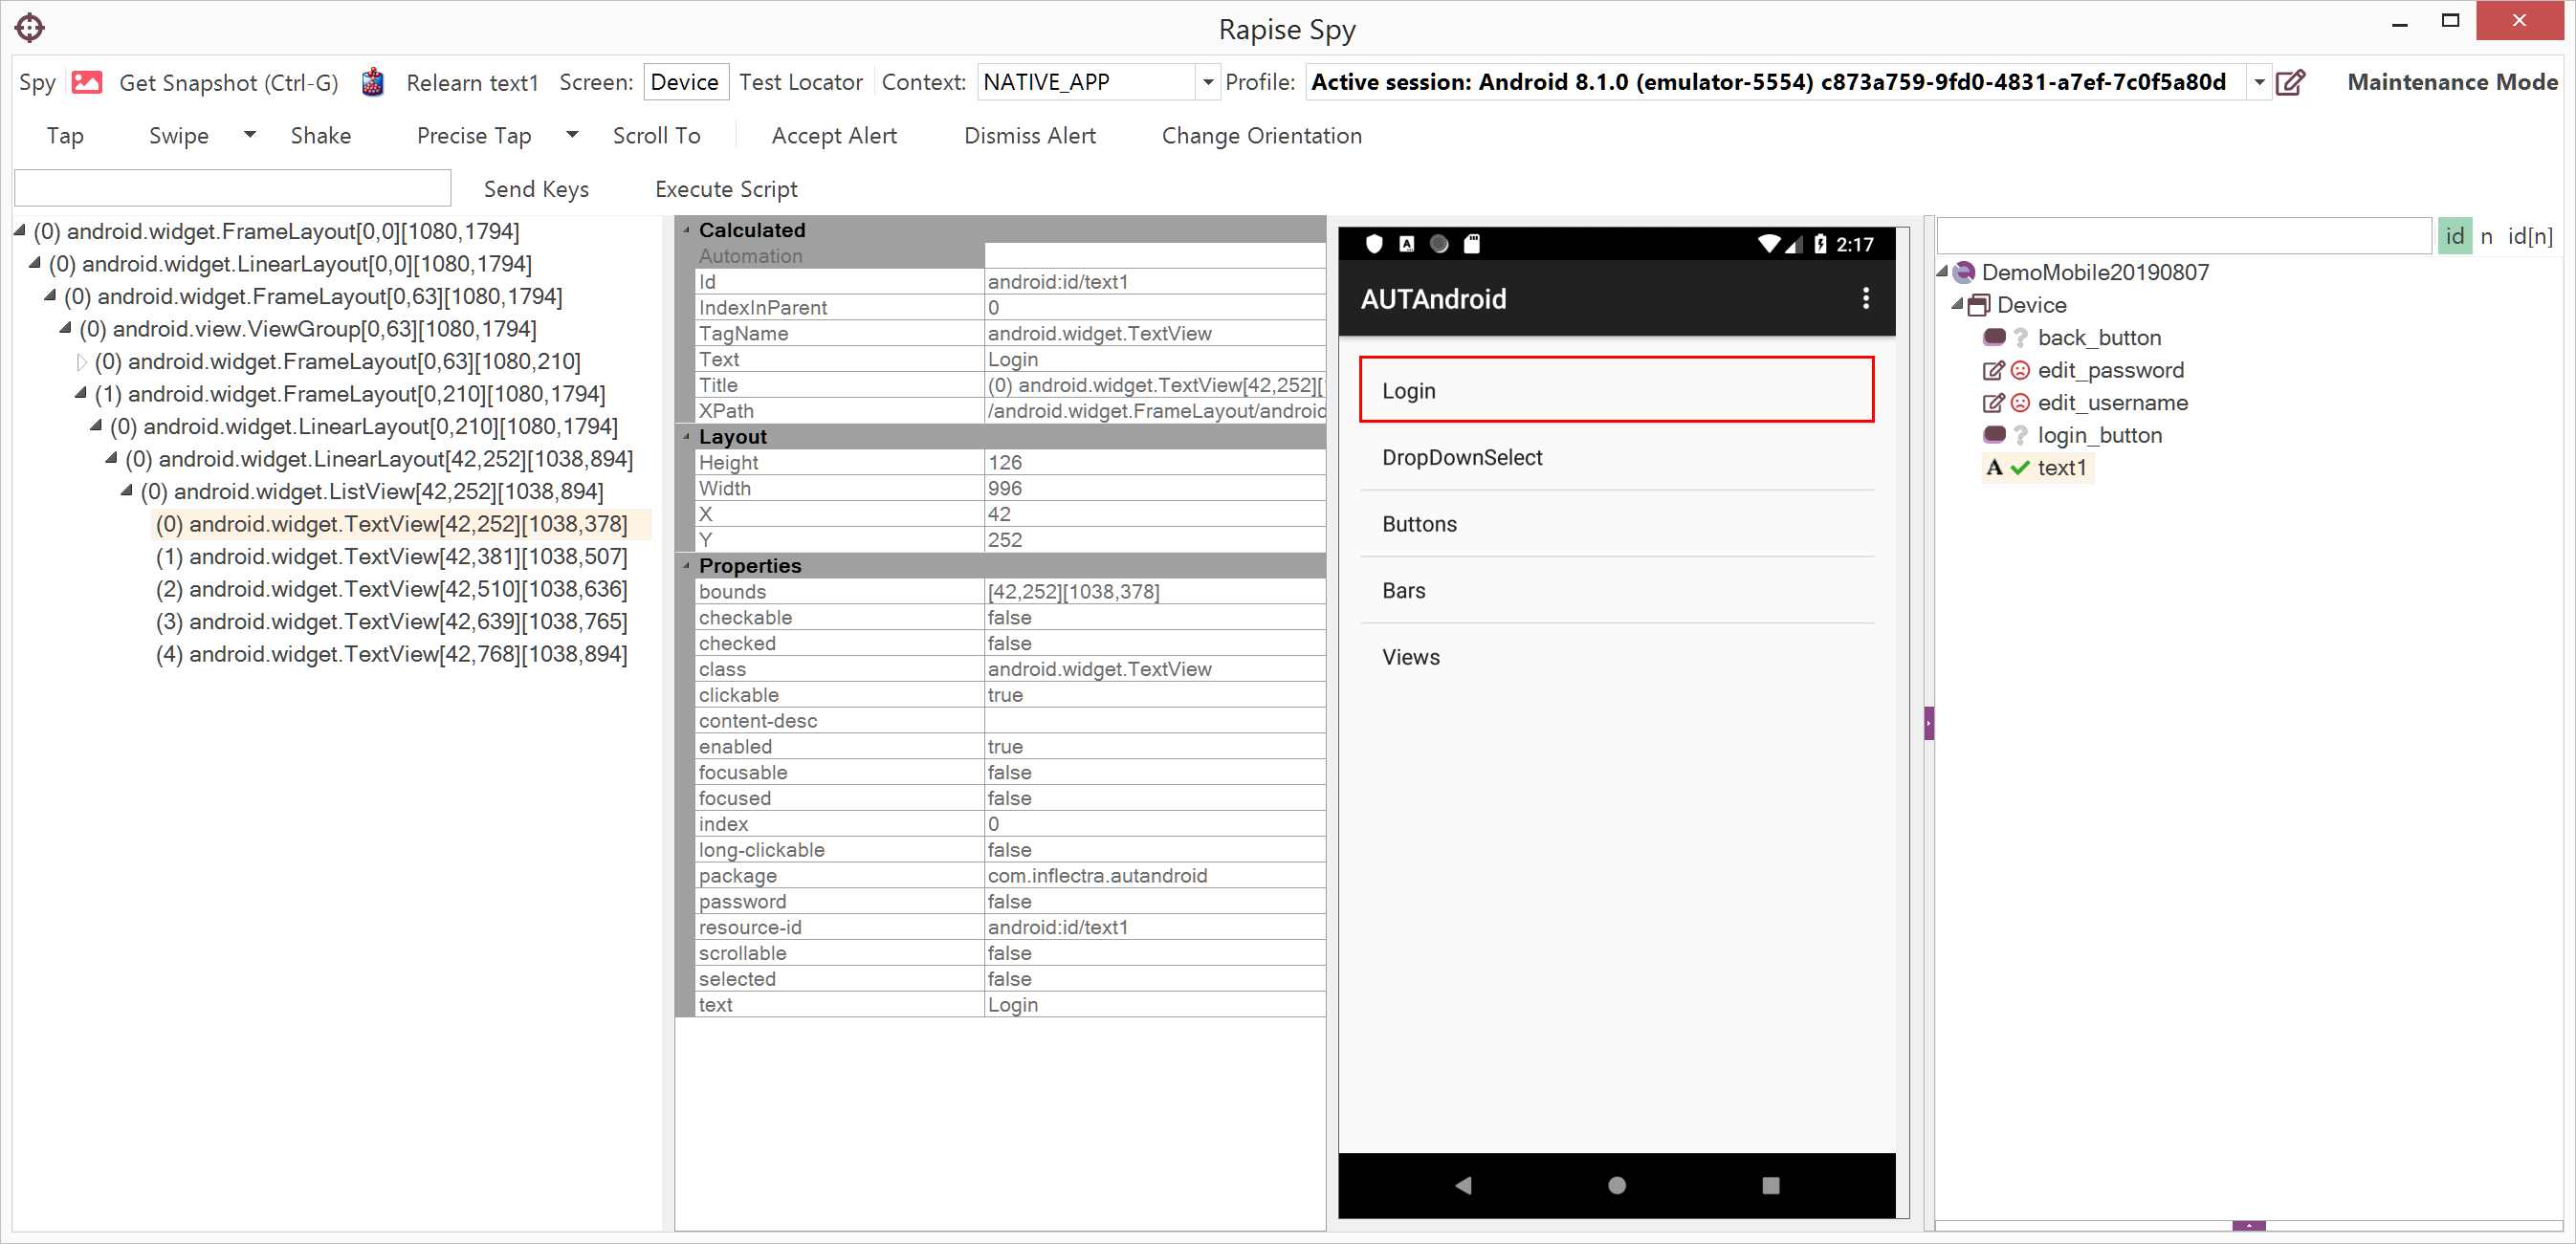 Rapise Spy
Spy Get Snapshot (Ctrl-G) Relearn text1 Screen: Device Test Locator Context: NATIVE_APP Profile: Active session: Android 8.1.0 (emulator-5554) c873a759-9fd0-4831-a7ef-7c0f5a80d Maintenance Mode
Tap Swipe Shake Precise Tap Scroll To Accept Alert Dismiss Alert Change Orientation
Send Keys Execute Script
(0) android.widget.FrameLayout[0,0][1080,1794]
(0) android.widget.LinearLayout[0,0][1080,1794]
(0) android.widget.FrameLayout[0,63][1080,1794]
(0) android.view.ViewGroup[0,63][1080,1794]
(0) android.widget.FrameLayout[0,63][1080,210]
(1) android.widget.FrameLayout[0,210][1080,1794]
(0) android.widget.LinearLayout[0,210][1080,1794]
(0) android.widget.LinearLayout[42,252][1038,894]
(0) android.widget.ListView[42,252][1038,894]
(0) android.widget.TextView[42,252][1038,378]
(1) android.widget.TextView[42,381][1038,507]
(2) android.widget.TextView[42,510][1038,636]
(3) android.widget.TextView[42,639][1038,765]
(4) android.widget.TextView[42,768][1038,894]
Calculated
Automation
Id android:id/text1
IndexInParent 0
TagName android.widget.TextView
Text Login
Title (0) android.widget.TextView[42,252][
XPath /android.widget.FrameLayout/android
Layout
Height 126
Width 996
X 42
Y 252
Properties
bounds [42,252][1038,378]
checkable false
checked false
class android.widget.TextView
clickable true
content-desc
enabled true
focusable false
focused false
index 0
long-clickable false
package com.inflectra.autandroid
password false
resource-id android:id/text1
scrollable false
selected false
text Login
2:17
AUTAndroid
Login
DropDownSelect
Buttons
Bars
Views
id n id[n]
DemoMobile20190807
Device
back_button
edit_password
edit_username
login_button
A text1